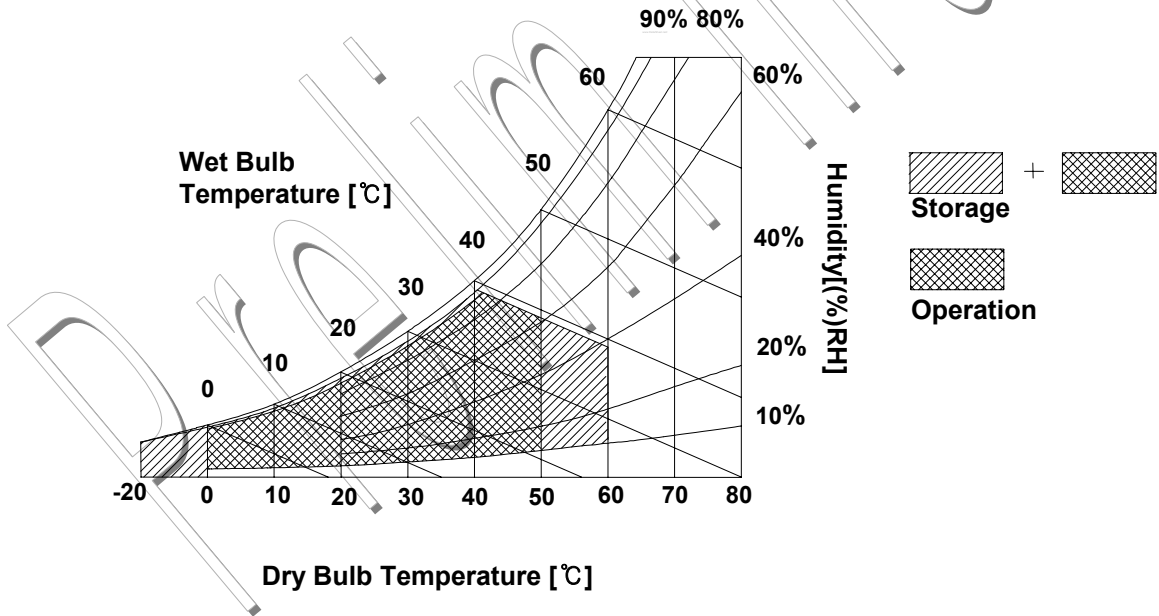 90% 80%
60
60%
Wet Bulb
Temperature [℃]
50
Humidity[(%)RH]
+
Storage
40
40%
30
Operation
20
20%
10
0
10%
-20 0 10 20 30 40 50 60 70 80
Dry Bulb Temperature [℃]